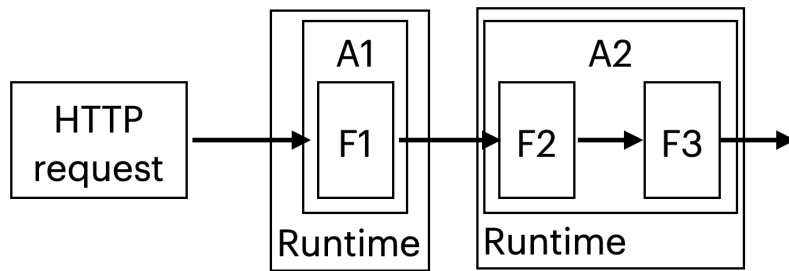 HTTP
request
A1
F1
Runtime
A2
F2
F3
Runtime